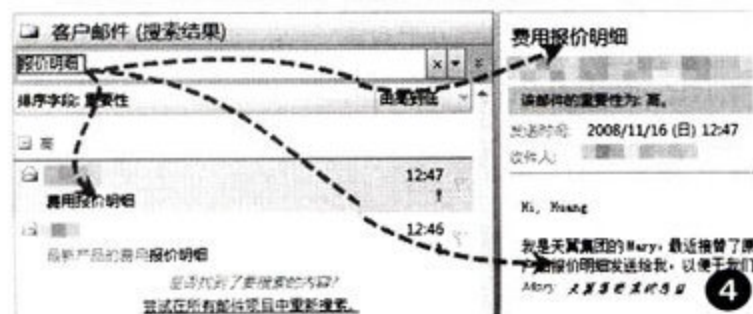 客户邮件 (搜索结果)
报价明细
排序字段: 重要性
高
12:47
费用报价明细
12:46
最新产品的费用报价明细
是否找到了要搜索的内容?
尝试在所有邮件项目中重新搜索。
费用报价明细
该邮件的重要性为: 高。
发送时间: 2008/11/16 (日) 12:47
收件人:
Hi, Huang
我是天翼集团的Mary, 最近接替了原
报价明细发送给我, 以便于我们
Mary
4